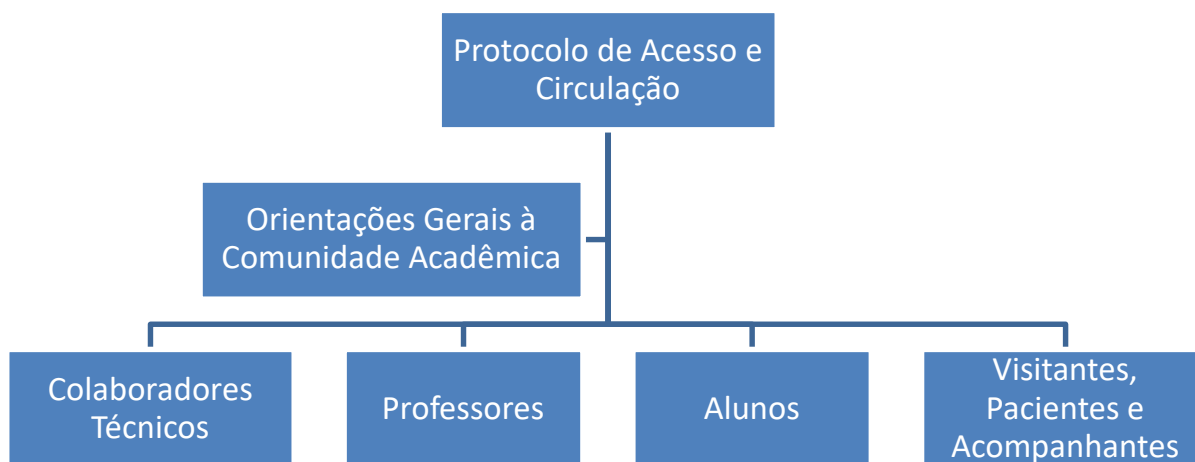 Protocolo de Acesso e
Circulação
Orientações Gerais à
Comunidade Acadêmica
Colaboradores
Técnicos
Professores
Alunos
Visitantes,
Pacientes e
Acompanhantes